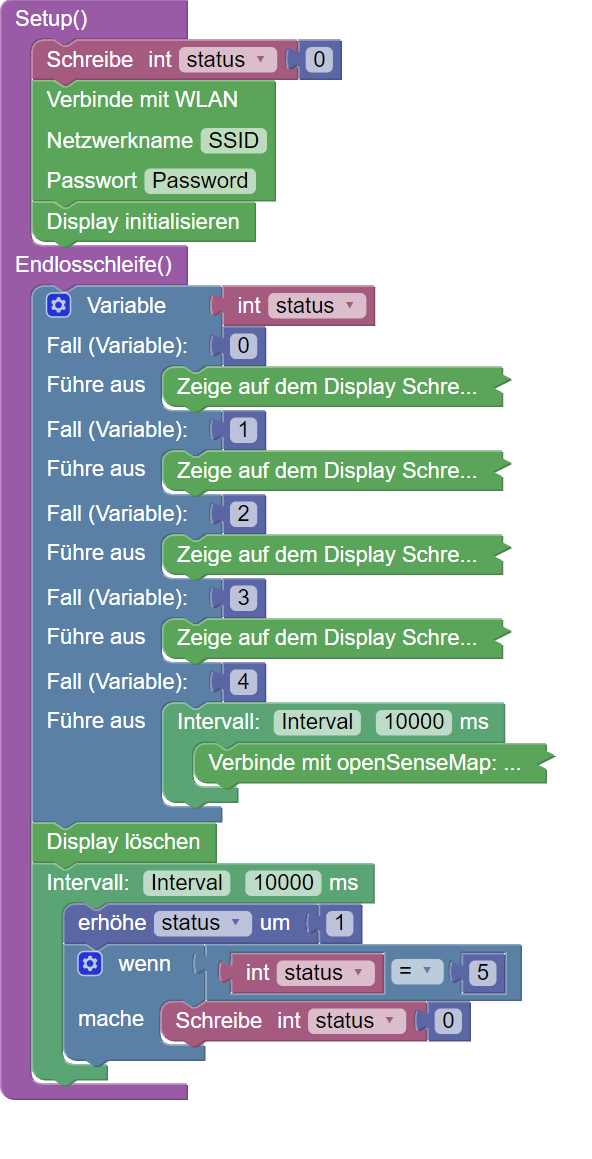 Setup()
Schreibe int status 0
Verbinde mit WLAN
Netzwerkname SSID
Passwort Password
Display initialisieren
Endlosschleife()
Variable int status
Fall (Variable): 0
Führe aus Zeige auf dem Display Schre...
Fall (Variable): 1
Führe aus Zeige auf dem Display Schre...
Fall (Variable): 2
Führe aus Zeige auf dem Display Schre...
Fall (Variable): 3
Führe aus Zeige auf dem Display Schre...
Fall (Variable): 4
Führe aus Intervall: Interval 10000 ms
Verbinde mit openSenseMap: ...
Display löschen
Intervall: Interval 10000 ms
erhöhe status um 1
wenn int status = 5
mache Schreibe int status 0